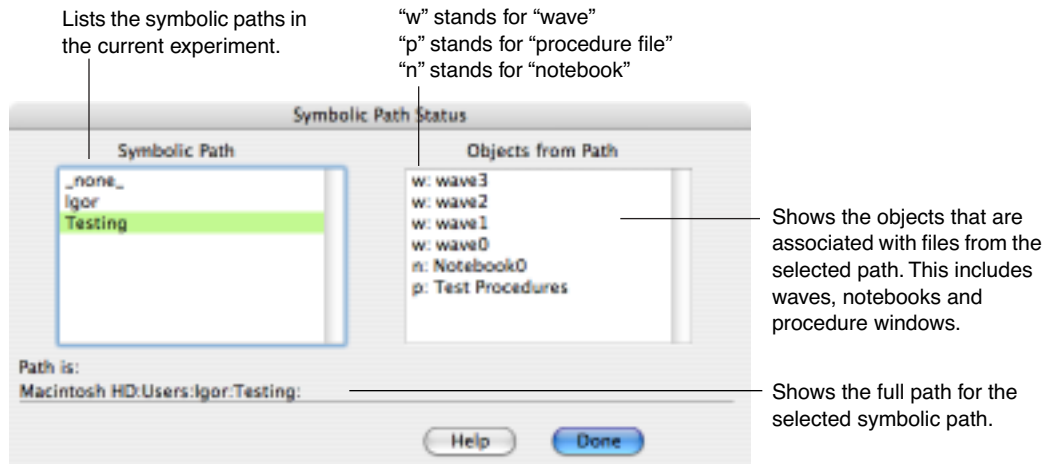 Lists the symbolic paths in
the current experiment.
“w” stands for “wave”
“p” stands for “procedure file”
“n” stands for “notebook”
Symbolic Path Status
Symbolic Path
_none_
Igor
Testing
Objects from Path
w: wave3
w: wave2
w: wave1
w: wave0
n: Notebook0
p: Test Procedures
Shows the objects that are
associated with files from the
selected path. This includes
waves, notebooks and
procedure windows.
Path is:
Macintosh HD:Users:Igor:Testing:
Shows the full path for the
selected symbolic path.
Help
Done